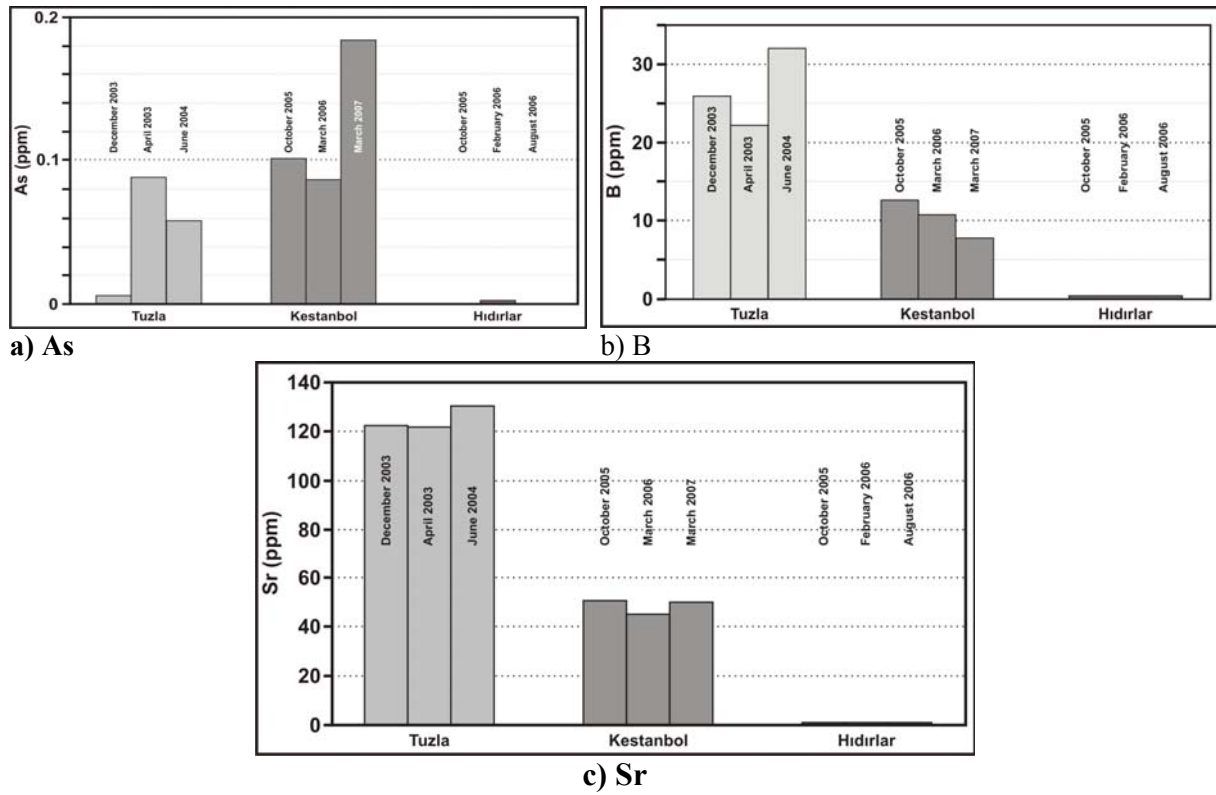 0.2
0.1
0
As (ppm)
December 2003
April 2003
June 2004
October 2005
March 2006
March 2007
October 2005
February 2006
August 2006
Tuzla Kestanbol Hıdırlar
a) As
30
20
10
0
B (ppm)
December 2003
April 2003
June 2004
October 2005
March 2006
March 2007
October 2005
February 2006
August 2006
Tuzla Kestanbol Hıdırlar
b) B
140
120
100
80
60
40
20
0
Sr (ppm)
December 2003
April 2003
June 2004
October 2005
March 2006
March 2007
October 2005
February 2006
August 2006
Tuzla Kestanbol Hıdırlar
c) Sr